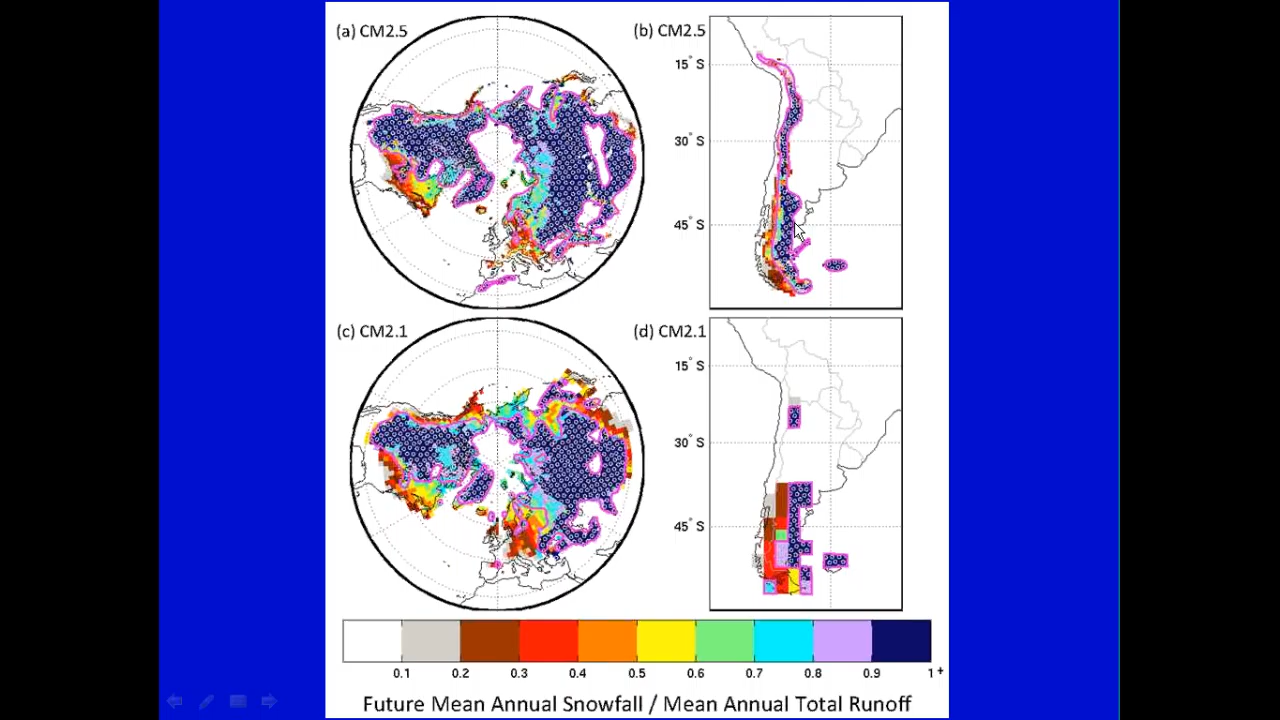 (a) CM2.5
(b) CM2.5
15° S
30° S
45° S
(c) CM2.1
(d) CM2.1
15° S
30° S
45° S
0.1 0.2 0.3 0.4 0.5 0.6 0.7 0.8 0.9 1 +
Future Mean Annual Snowfall / Mean Annual Total Runoff